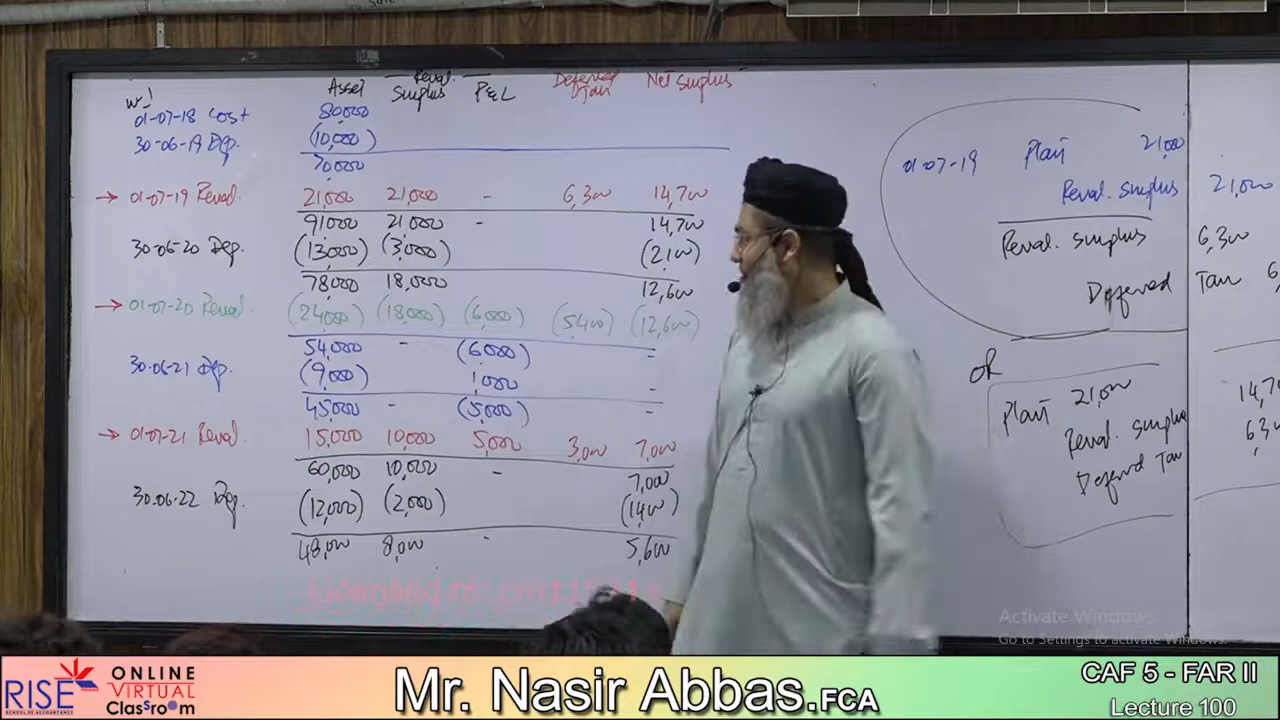 W-1 Asset Reval. Surplus P&L Deferred Tax Net Surplus
01-07-18 Cost 80,000
30-06-19 Dep. (10,000)
70,000
→ 01-07-19 Reval. 21,000 21,000 - 6,300 14,700
91,000 21,000 - 14,700
30-06-20 Dep. (13,000) (3,000) (2,100)
78,000 18,000 12,600
→ 01-07-20 Reval. (24,000) (18,000) (6,000) (5,400) (12,600)
54,000 - (6,000) -
30-06-21 Dep. (9,000) 1,000 -
45,000 - (5,000) -
→ 01-07-21 Reval. 15,000 10,000 5,000 3,000 7,000
60,000 10,000 - 7,000
30-06-22 Dep. (12,000) (2,000) (1,400)
48,000 8,000 - 5,600
01-07-19 Plant 21,000
Reval. Surplus 21,000
Reval. Surplus 6,300
Deferred Tax 6,
OR
Plant 21,000
Reval. Surplus 14,70
Deferred Tax 6,30
Activate Windows
Go to Settings to activate Windows.
RISE
SCHOOL OF ACCOUNTANCY
ONLINE
VIRTUAL
Classroom
Mr. Nasir Abbas.FCA
CAF 5 - FAR II
Lecture 100